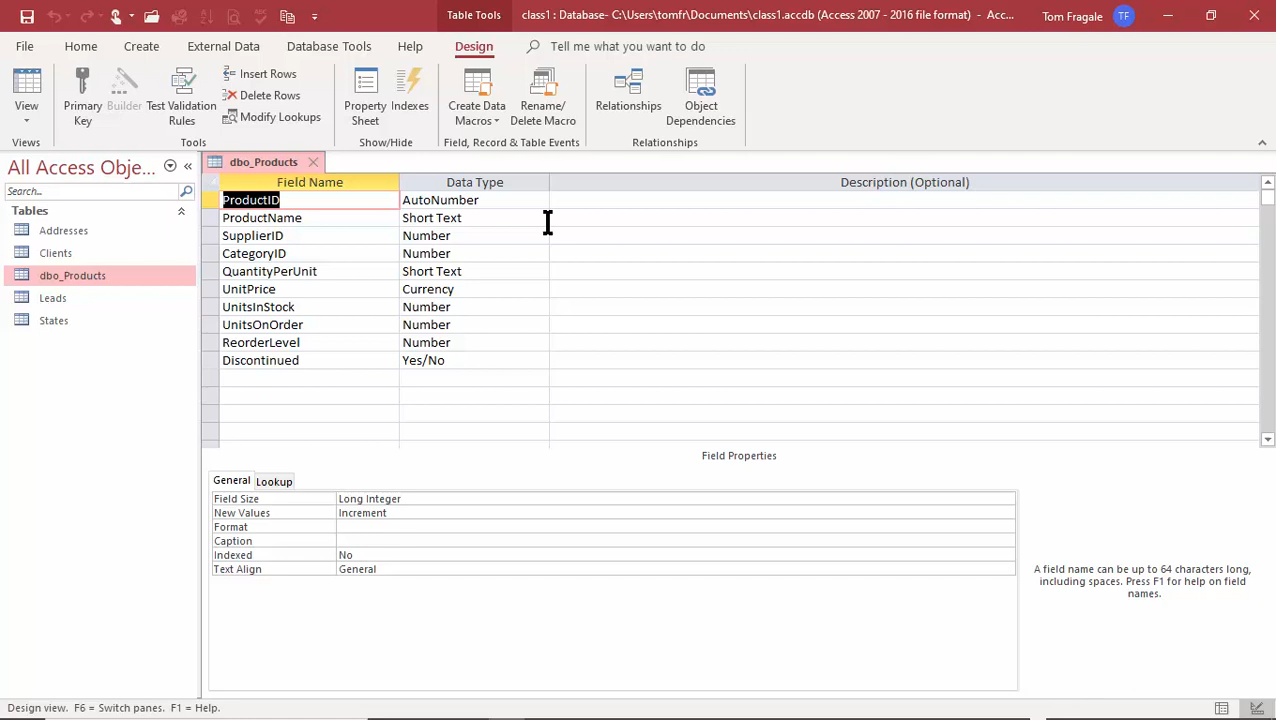 Table Tools
class1 : Database- C:\Users\tomfr\Documents\class1.accdb (Access 2007 - 2016 file format) - Acc...
Tom Fragale
TF
File
Home
Create
External Data
Database Tools
Help
Design
Tell me what you want to do
View
Primary Key
Builder
Test Validation Rules
Insert Rows
Delete Rows
Modify Lookups
Property Sheet
Indexes
Create Data Macros
Rename/ Delete Macro
Relationships
Object Dependencies
Views
Tools
Show/Hide
Field, Record & Table Events
Relationships
All Access Obje...
dbo_Products
Search...
Tables
Addresses
Clients
dbo_Products
Leads
States
Field Name Data Type Description (Optional)
ProductID AutoNumber
ProductName Short Text
SupplierID Number
CategoryID Number
QuantityPerUnit Short Text
UnitPrice Currency
UnitsInStock Number
UnitsOnOrder Number
ReorderLevel Number
Discontinued Yes/No
Field Properties
General Lookup
Field Size Long Integer
New Values Increment
Format
Caption
Indexed No
Text Align General
A field name can be up to 64 characters long,
including spaces. Press F1 for help on field
names.
Design view. F6 = Switch panes. F1 = Help.